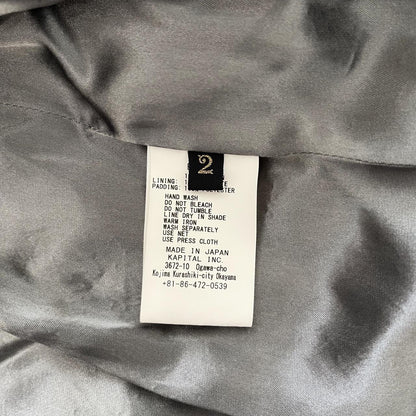 2
LINING:
PADDING:
HAND WASH
DO NOT BLEACH
DO NOT TUMBLE
LINE DRY IN SHADE
WARM IRON
WASH SEPARATELY
USE NET
USE PRESS CLOTH
MADE IN JAPAN
KAPITAL INC.
3672-10 Ogawa-cho
Kojima Kurashiki-city Okayama
+81-86-472-0539